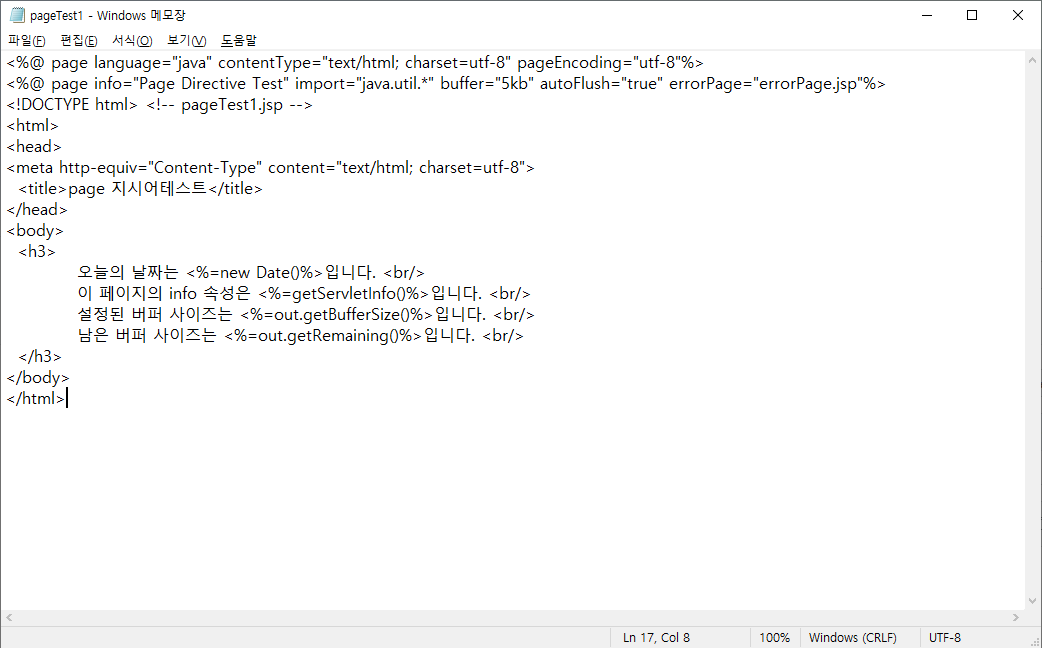 pageTest1 - Windows 메모장
파일(F) 편집(E) 서식(O) 보기(V) 도움말
<%@ page language="java" contentType="text/html; charset=utf-8" pageEncoding="utf-8"%>
<%@ page info="Page Directive Test" import="java.util.*" buffer="5kb" autoFlush="true" errorPage="errorPage.jsp"%>
<!DOCTYPE html> <!-- pageTest1.jsp -->
<html>
<head>
<meta http-equiv="Content-Type" content="text/html; charset=utf-8">
<title>page 지시어테스트</title>
</head>
<body>
<h3>
오늘의 날짜는 <%=new Date()%>입니다. <br/>
이 페이지의 info 속성은 <%=getServletInfo()%>입니다. <br/>
설정된 버퍼 사이즈는 <%=out.getBufferSize()%>입니다. <br/>
남은 버퍼 사이즈는 <%=out.getRemaining()%>입니다. <br/>
</h3>
</body>
</html>
Ln 17, Col 8 100% Windows (CRLF) UTF-8